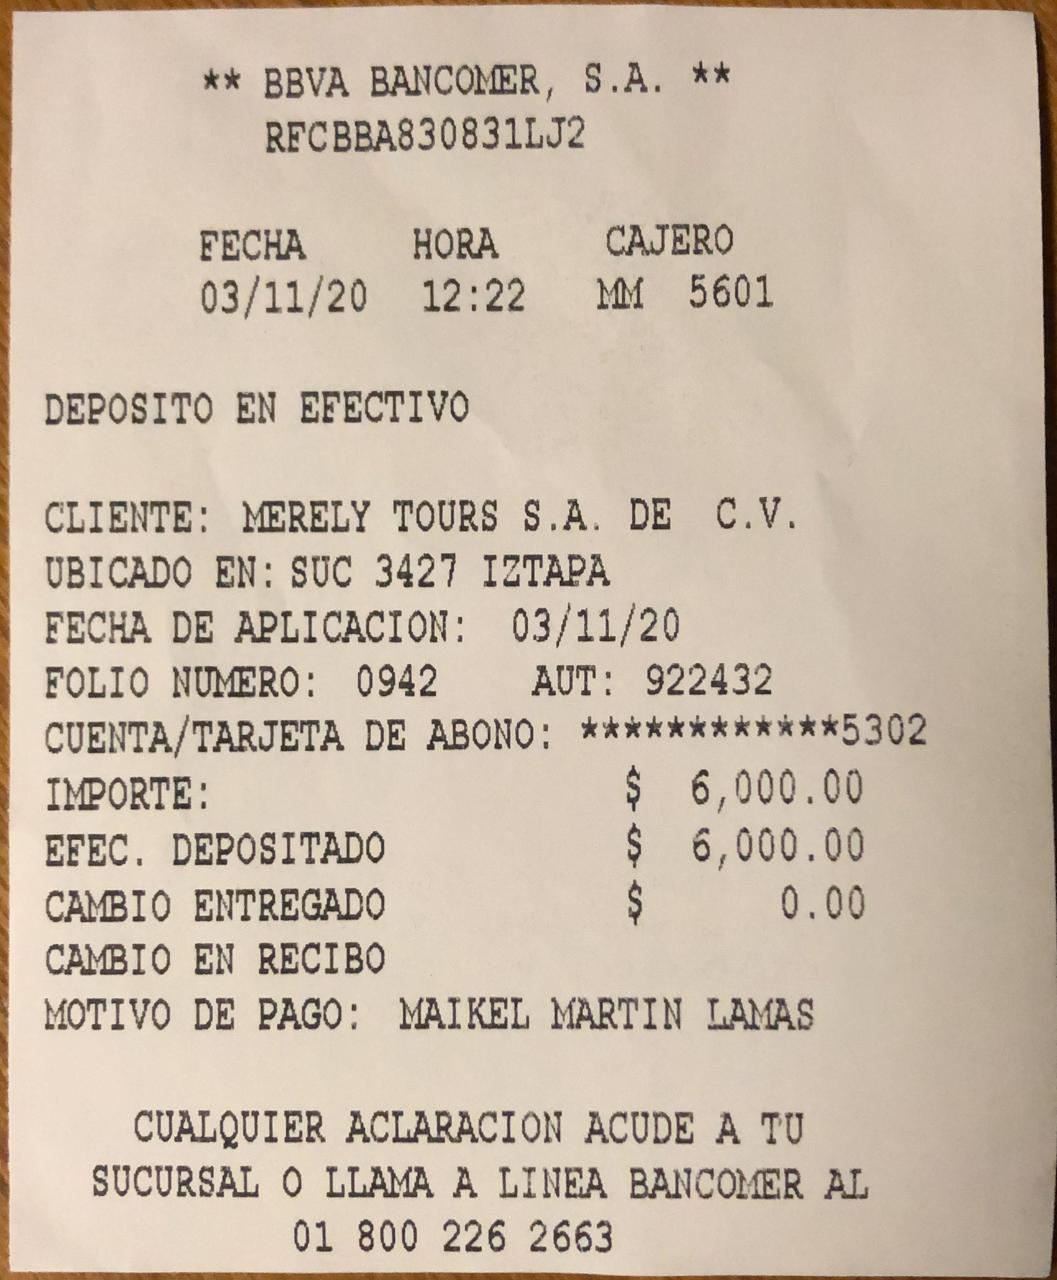 ** BBVA BANCOMER, S.A. **
RFCBBA830831LJ2
FECHA HORA CAJERO
03/11/20 12:22 MM 5601
DEPOSITO EN EFECTIVO
CLIENTE: MERELY TOURS S.A. DE C.V.
UBICADO EN: SUC 3427 IZTAPA
FECHA DE APLICACION: 03/11/20
FOLIO NUMERO: 0942 AUT: 922432
CUENTA/TARJETA DE ABONO: ************5302
IMPORTE: $ 6,000.00
EFEC. DEPOSITADO $ 6,000.00
CAMBIO ENTREGADO $ 0.00
CAMBIO EN RECIBO
MOTIVO DE PAGO: MAIKEL MARTIN LAMAS
CUALQUIER ACLARACION ACUDE A TU
SUCURSAL O LLAMA A LINEA BANCOMER AL
01 800 226 2663